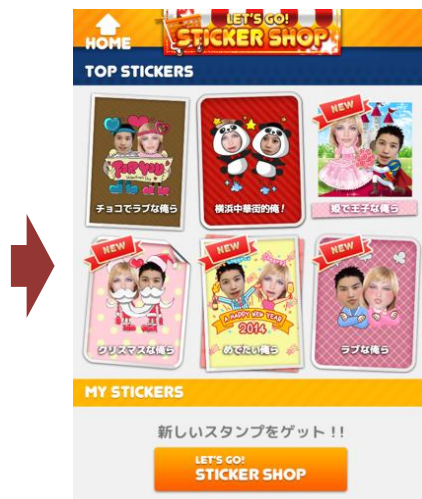 HOME
LET'S GO!
STICKER SHOP
TOP STICKERS
FOR YOU
チョコでラブな俺ら
横浜中華街的俺!
NEW
姫で王子な俺ら
NEW
クリスマスな俺ら
NEW
A HAPPY NEW YEAR
2014
めでたい俺ら
NEW
ラブな俺ら
MY STICKERS
新しいスタンプをゲット!!
LET'S GO!
STICKER SHOP